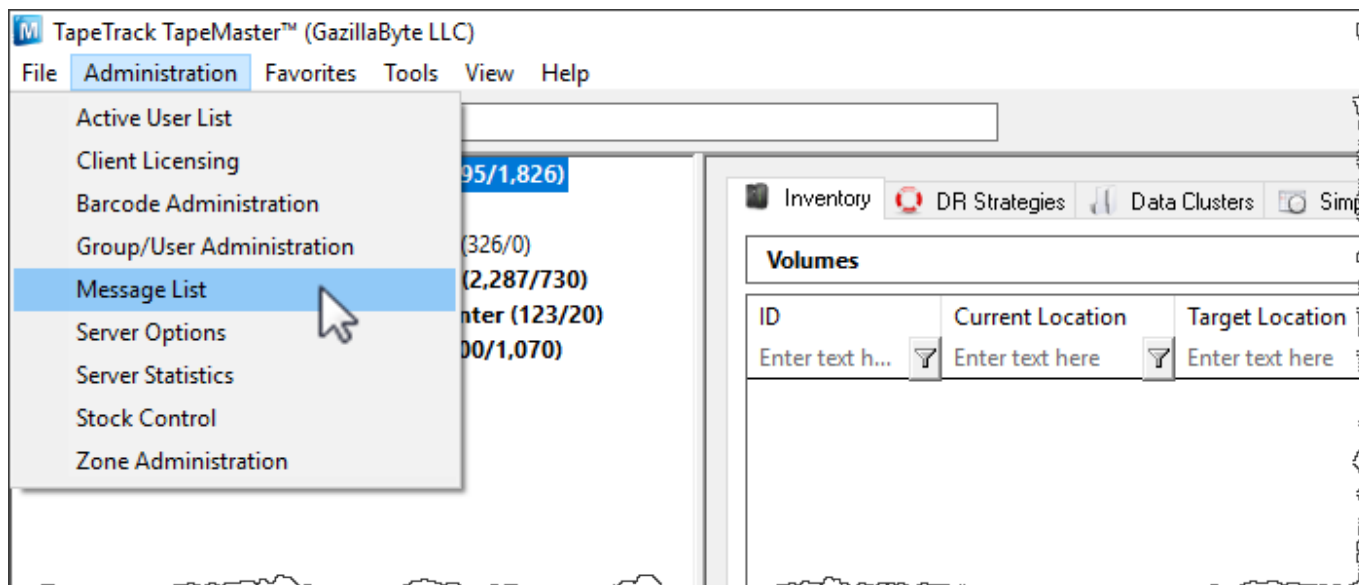 TapeTrack TapeMaster™ (GazillaByte LLC)
File Administration Favorites Tools View Help
Active User List
Client Licensing
Barcode Administration
Group/User Administration
Message List
Server Options
Server Statistics
Stock Control
Zone Administration
95/1,826)
(326/0)
(2,287/730)
nter (123/20)
00/1,070)
Inventory DR Strategies Data Clusters Simp
Volumes
ID Current Location Target Location
Enter text h... Enter text here Enter text here